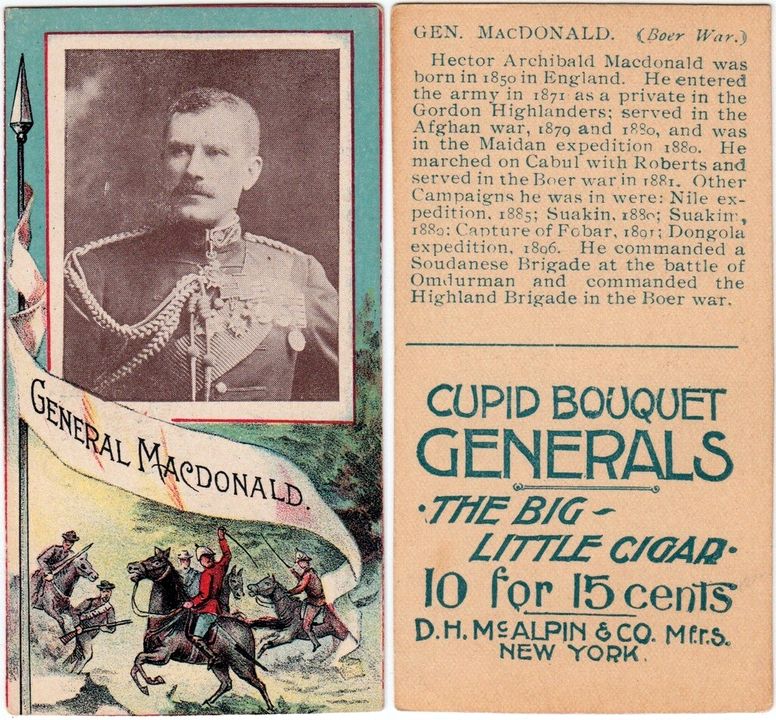 GENERAL MACDONALD.
GEN. MACDONALD. (Boer War.)
Hector Archibald Macdonald was
born in 1850 in England. He entered
the army in 1871 as a private in the
Gordon Highlanders; served in the
Afghan war, 1879 and 1880, and was
in the Maidan expedition 1880. He
marched on Cabul with Roberts and
served in the Boer war in 1881. Other
Campaigns he was in were: Nile ex-
pedition, 1885; Suakin, 1880; Suakin,
1889; Capture of Fobar, 1891; Dongola
expedition, 1896. He commanded a
Soudanese Brigade at the battle of
Omdurman and commanded the
Highland Brigade in the Boer war.
CUPID BOUQUET
GENERALS
·THE BIG-
LITTLE CIGAR·
10 for 15 cents
D.H. McALPIN & CO. Mfrs.
NEW YORK.